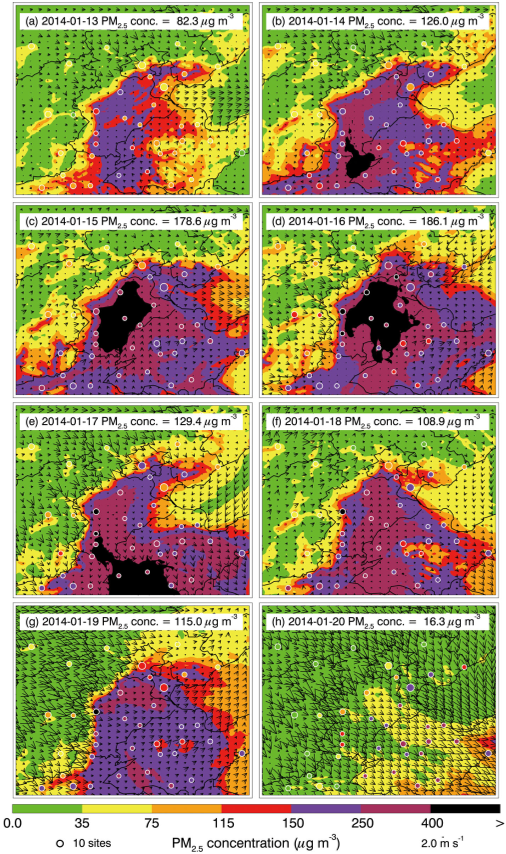 (a) 2014-01-13 PM2.5 conc. = 82.3 μg m-3
(b) 2014-01-14 PM2.5 conc. = 126.0 μg m-3
(c) 2014-01-15 PM2.5 conc. = 178.6 μg m-3
(d) 2014-01-16 PM2.5 conc. = 186.1 μg m-3
(e) 2014-01-17 PM2.5 conc. = 129.4 μg m-3
(f) 2014-01-18 PM2.5 conc. = 108.9 μg m-3
(g) 2014-01-19 PM2.5 conc. = 115.0 μg m-3
(h) 2014-01-20 PM2.5 conc. = 16.3 μg m-3
0.0 35 75 115 150 250 400 >
10 sites PM2.5 concentration (μg m-3) 2.0 m s-1